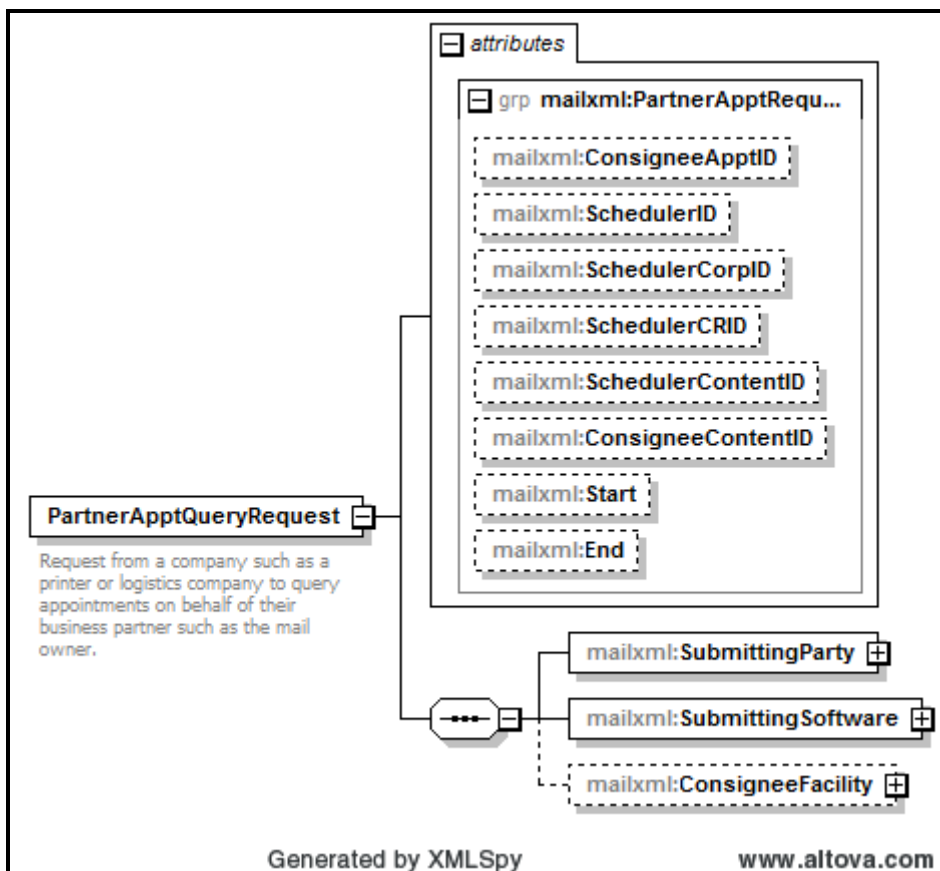 attributes
grp mailxml:PartnerApptRequ...
mailxml:ConsigneeApptID
mailxml:SchedulerID
mailxml:SchedulerCorpID
mailxml:SchedulerCRID
mailxml:SchedulerContentID
mailxml:ConsigneeContentID
mailxml:Start
mailxml:End
PartnerApptQueryRequest
Request from a company such as a
printer or logistics company to query
appointments on behalf of their
business partner such as the mail
owner.
mailxml:SubmittingParty
mailxml:SubmittingSoftware
mailxml:ConsigneeFacility
Generated by XMLSpy
www.altova.com